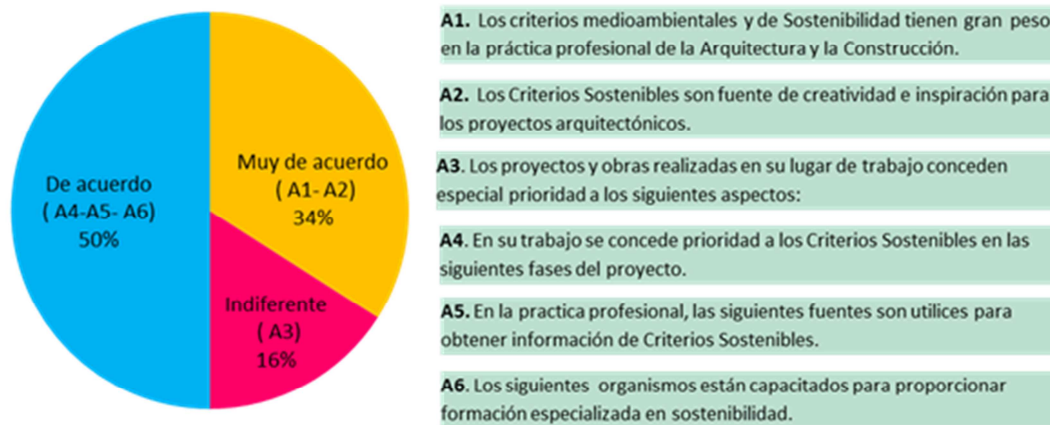 De acuerdo
( A4-A5- A6)
50%
Muy de acuerdo
( A1- A2)
34%
Indiferente
( A3)
16%
A1. Los criterios medioambientales y de Sostenibilidad tienen gran peso
en la práctica profesional de la Arquitectura y la Construcción.
A2. Los Criterios Sostenibles son fuente de creatividad e inspiración para
los proyectos arquitectónicos.
A3. Los proyectos y obras realizadas en su lugar de trabajo conceden
especial prioridad a los siguientes aspectos:
A4. En su trabajo se concede prioridad a los Criterios Sostenibles en las
siguientes fases del proyecto.
A5. En la practica profesional, las siguientes fuentes son utilices para
obtener información de Criterios Sostenibles.
A6. Los siguientes organismos están capacitados para proporcionar
formación especializada en sostenibilidad.